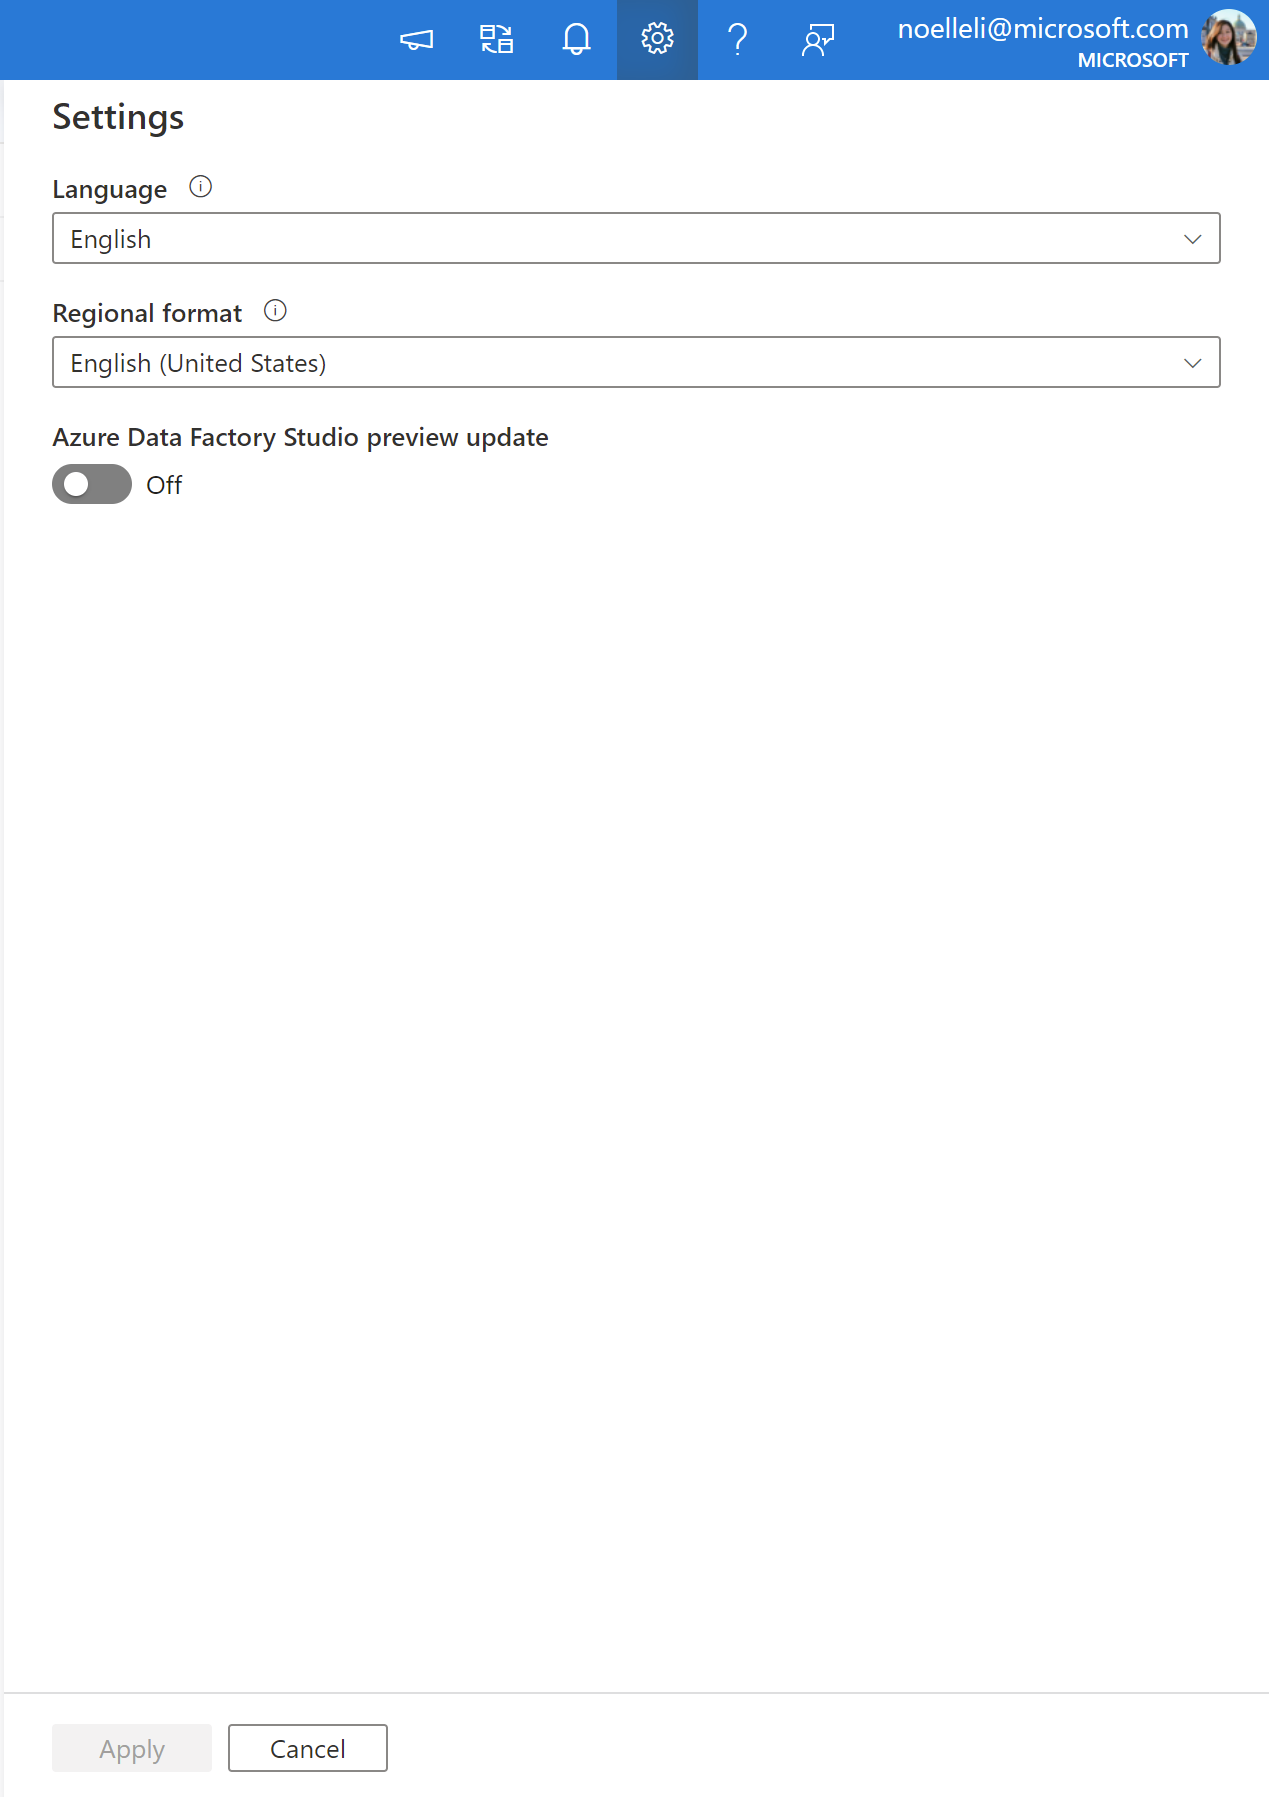 noelleli@microsoft.com
MICROSOFT
Settings
Language
English
Regional format
English (United States)
Azure Data Factory Studio preview update
Off
Apply
Cancel